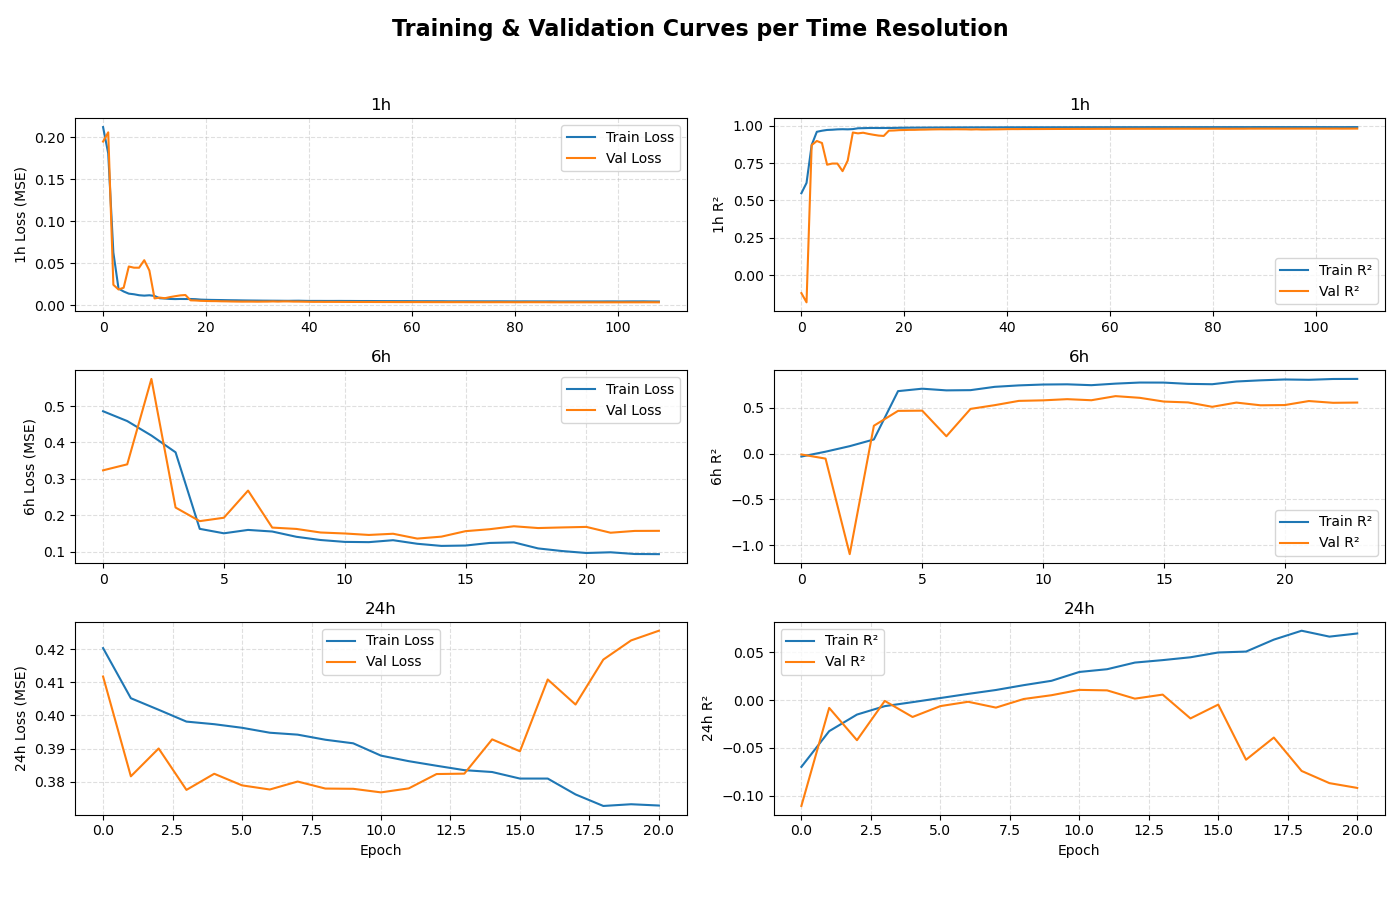 Training & Validation Curves per Time Resolution
1h
1h Loss (MSE)
0.20
0.15
0.10
0.05
0.00
Train Loss
Val Loss
0 20 40 60 80 100
1h
1h R²
1.00
0.75
0.50
0.25
0.00
Train R²
Val R²
0 20 40 60 80 100
6h
6h Loss (MSE)
0.5
0.4
0.3
0.2
0.1
Train Loss
Val Loss
0 5 10 15 20
6h
6h R²
0.5
0.0
−0.5
−1.0
Train R²
Val R²
0 5 10 15 20
24h
24h Loss (MSE)
0.42
0.41
0.40
0.39
0.38
Train Loss
Val Loss
0.0 2.5 5.0 7.5 10.0 12.5 15.0 17.5 20.0
Epoch
24h
24h R²
0.05
0.00
−0.05
−0.10
Train R²
Val R²
0.0 2.5 5.0 7.5 10.0 12.5 15.0 17.5 20.0
Epoch